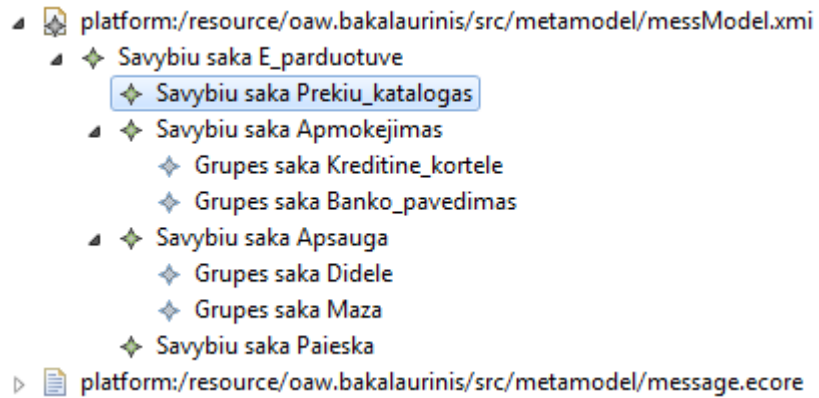 platform:/resource/oaw.bakalaurinis/src/metamodel/messModel.xmi
Savybiu saka E_parduotuve
Savybiu saka Prekiu_katalogas
Savybiu saka Apmokejimas
Grupes saka Kreditine_kortele
Grupes saka Banko_pavedimas
Savybiu saka Apsauga
Grupes saka Didele
Grupes saka Maza
Savybiu saka Paieska
platform:/resource/oaw.bakalaurinis/src/metamodel/message.ecore